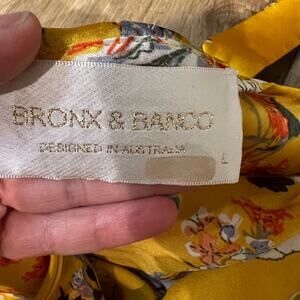 BRONX & BANCO
DESIGNED IN AUSTRALIA
L